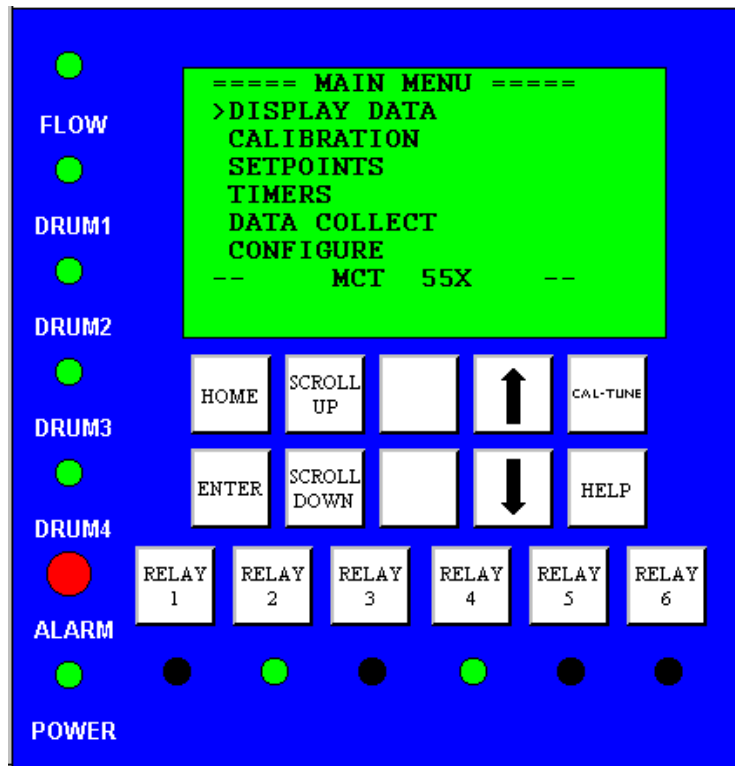 ===== MAIN MENU =====
>DISPLAY DATA
CALIBRATION
SETPOINTS
TIMERS
DATA COLLECT
CONFIGURE
-- MCT 55X --
FLOW
DRUM1
DRUM2
DRUM3
DRUM4
ALARM
POWER
HOME
SCROLL
UP
CAL-TUNE
ENTER
SCROLL
DOWN
HELP
RELAY
1
RELAY
2
RELAY
3
RELAY
4
RELAY
5
RELAY
6